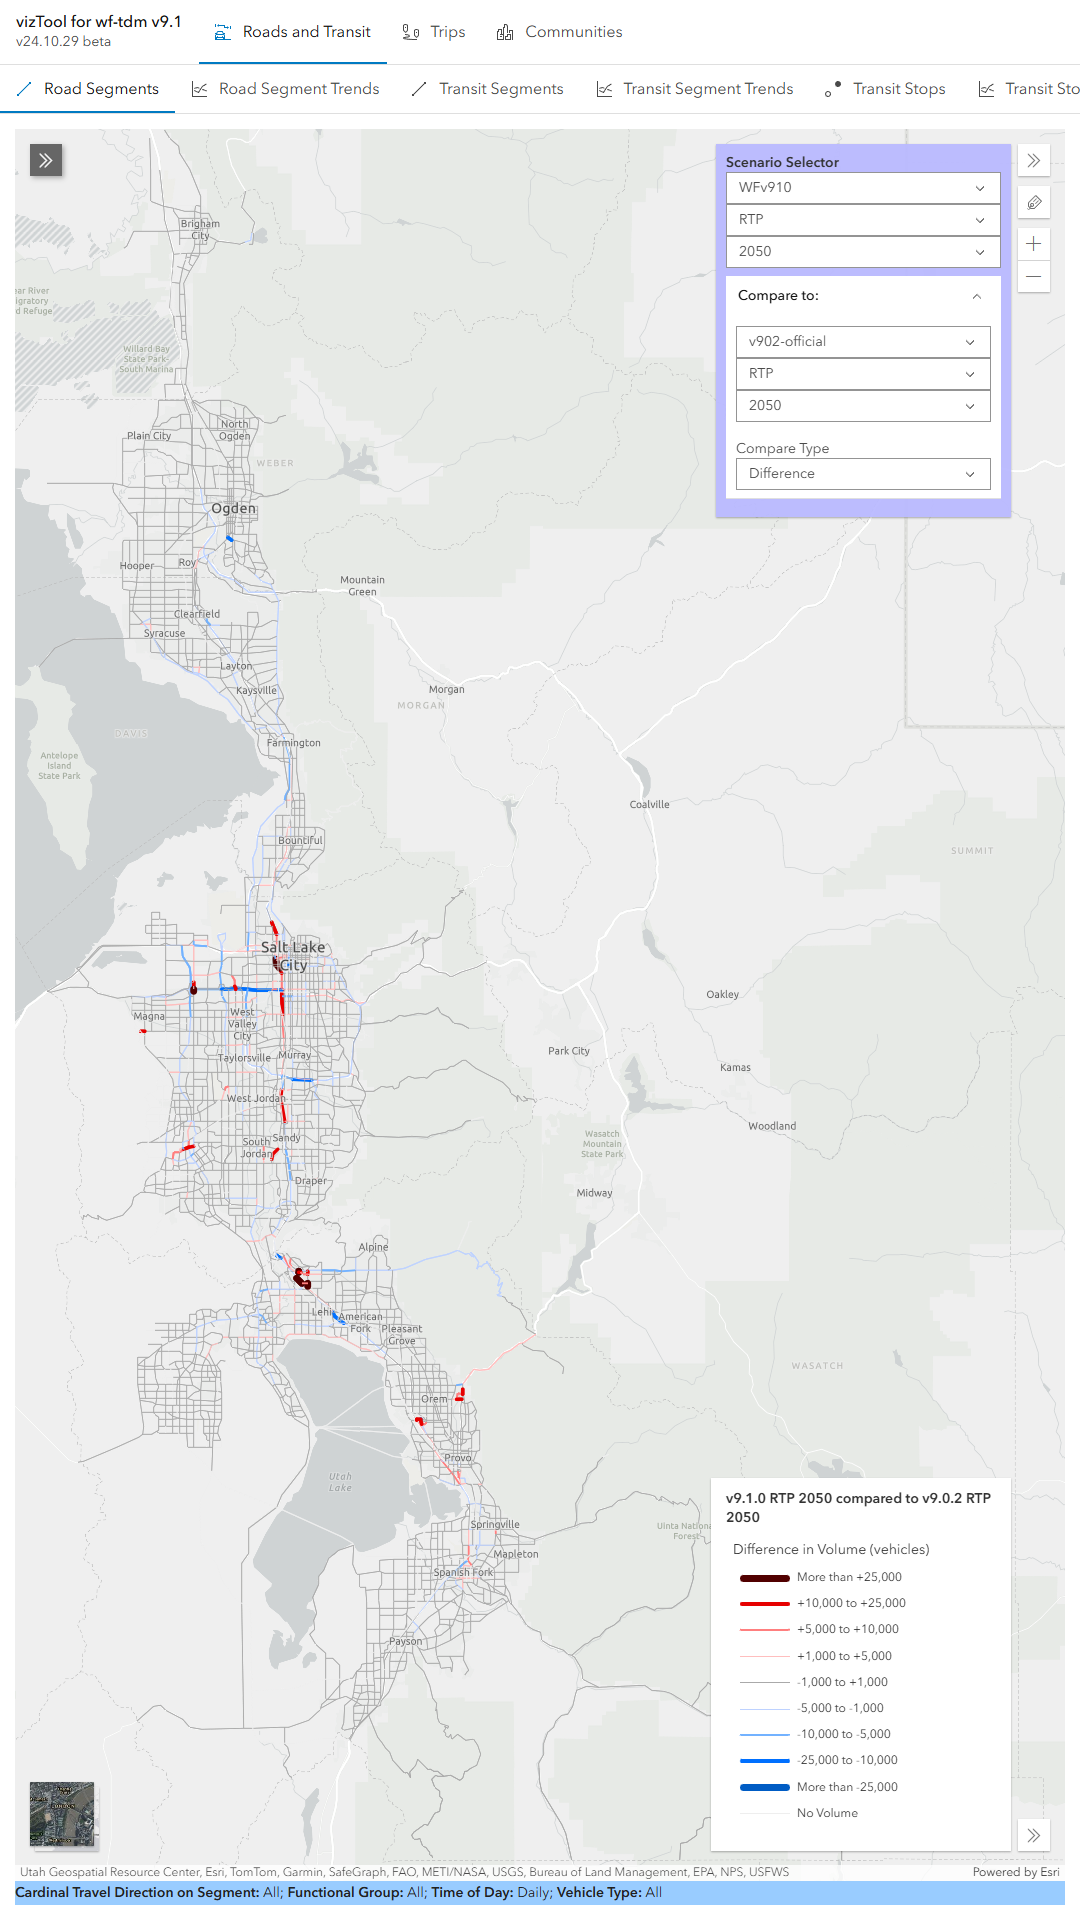 vizTool for wf-tdm v9.1
v24.10.29 beta
Roads and Transit
Trips
Communities
Road Segments
Road Segment Trends
Transit Segments
Transit Segment Trends
Transit Stops
Transit Sto
Scenario Selector
WFv910
RTP
2050
Compare to:
v902-official
RTP
2050
Compare Type
Difference
Brigham
City
ear River
igratory
d Refuge
Willard Bay
State Park-
South Marina
North
Ogden
Plain City
WEBER
Ogden
Hooper
Roy
Mountain
Green
Clearfield
Syracuse
Layton
Kaysville
Morgan
MORGAN
DAVIS
Farmington
Antelope
Island
State Park
Coalville
Bountiful
SUMMIT
Salt Lake
City
Oakley
Magna
West
Valley
City
Taylorsville
Murray
Park City
Kamas
West Jordan
Woodland
South
Jordan
Sandy
Wasatch
Mountain
State Park
Draper
Midway
Alpine
Lehi
American
Fork
Pleasant
Grove
WASATCH
Orem
Provo
Utah
Lake
Springville
Mapleton
Uinta Nationa
Forest
Spanish Fork
Payson
v9.1.0 RTP 2050 compared to v9.0.2 RTP
2050
Difference in Volume (vehicles)
More than +25,000
+10,000 to +25,000
+5,000 to +10,000
+1,000 to +5,000
-1,000 to +1,000
-5,000 to -1,000
-10,000 to -5,000
-25,000 to -10,000
More than -25,000
No Volume
Utah Geospatial Resource Center, Esri, TomTom, Garmin, SafeGraph, FAO, METI/NASA, USGS, Bureau of Land Management, EPA, NPS, USFWS
Powered by Esri
Cardinal Travel Direction on Segment: All; Functional Group: All; Time of Day: Daily; Vehicle Type: All